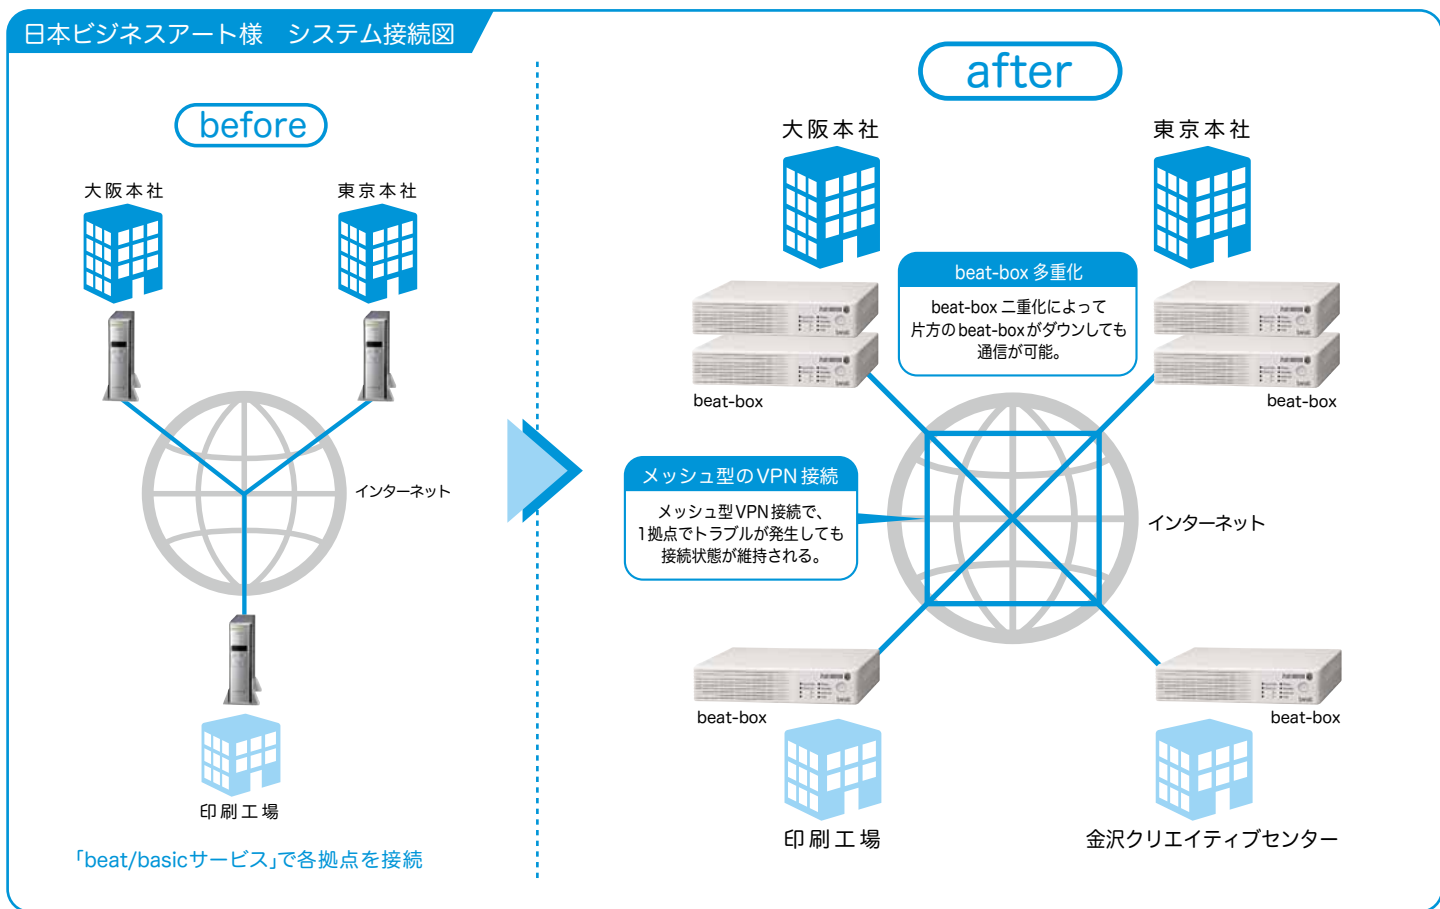 日本ビジネスアート様　システム接続図
before
大阪本社
東京本社
インターネット
印刷工場
「beat/basicサービス」で各拠点を接続
after
大阪本社
東京本社
beat-box 多重化
beat-box 二重化によって
片方のbeat-boxがダウンしても
通信が可能。
beat-box
beat-box
メッシュ型のVPN接続
メッシュ型VPN接続で、
1拠点でトラブルが発生しても
接続状態が維持される。
インターネット
beat-box
beat-box
印刷工場
金沢クリエイティブセンター